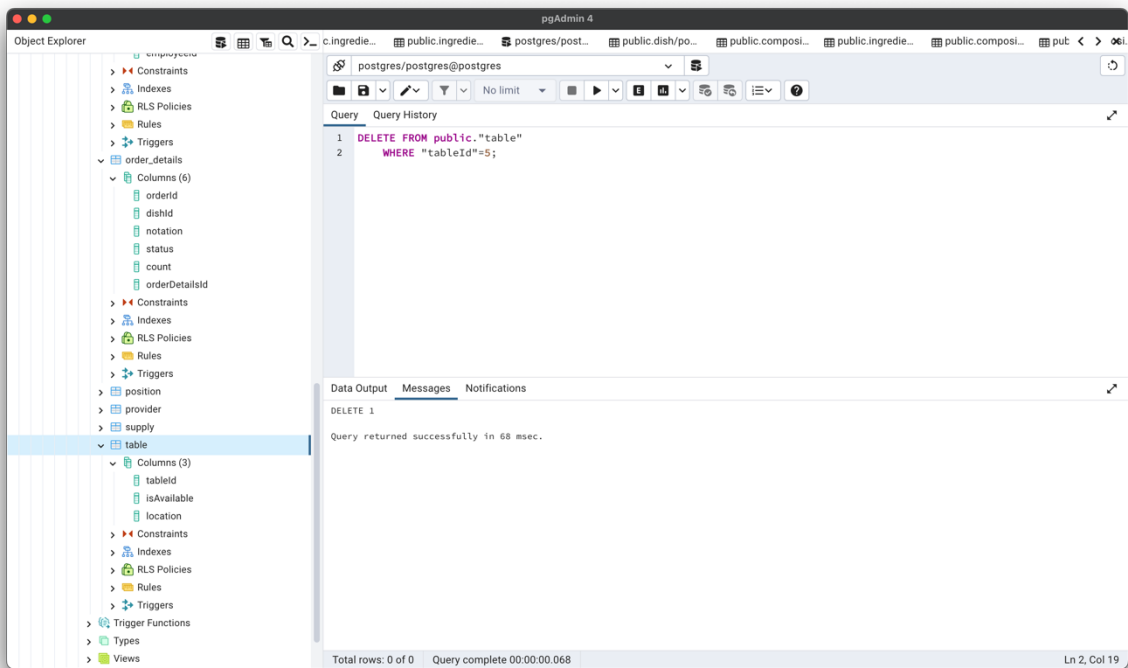 pgAdmin 4
Object Explorer
c.ingredie...
public.ingredie...
postgres/post...
public.dish/po...
public.composi...
public.ingredie...
public.composi...
employeeId
Constraints
Indexes
RLS Policies
Rules
Triggers
order_details
Columns (6)
orderId
dishId
notation
status
count
orderDetailsId
Constraints
Indexes
RLS Policies
Rules
Triggers
position
provider
supply
table
Columns (3)
tableId
isAvailable
location
Constraints
Indexes
RLS Policies
Rules
Triggers
Trigger Functions
Types
Views
postgres/postgres@postgres
No limit
E
Query Query History
1 DELETE FROM public."table"
2 WHERE "tableId"=5;
Data Output Messages Notifications
DELETE 1
Query returned successfully in 68 msec.
Total rows: 0 of 0 Query complete 00:00:00.068 Ln 2, Col 19